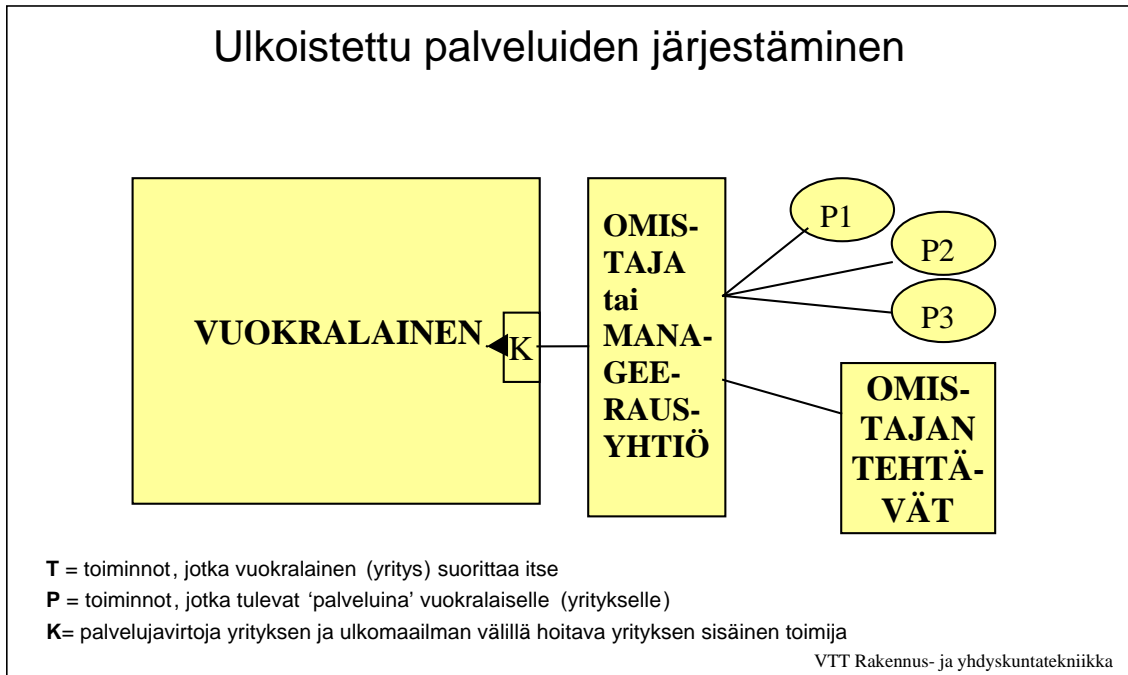 Ulkoistettu palveluiden järjestäminen
VUOKRALAINEN
K
OMIS-
TAJA
tai
MANA-
GEE-
RAUS-
YHTIÖ
P1
P2
P3
OMIS-
TAJAN
TEHTÄ-
VÄT
T = toiminnot, jotka vuokralainen (yritys) suorittaa itse
P = toiminnot, jotka tulevat ‘palveluina’ vuokralaiselle (yritykselle)
K= palvelujavirtoja yrityksen ja ulkomaailman välillä hoitava yrityksen sisäinen toimija
VTT Rakennus- ja yhdyskuntatekniikka